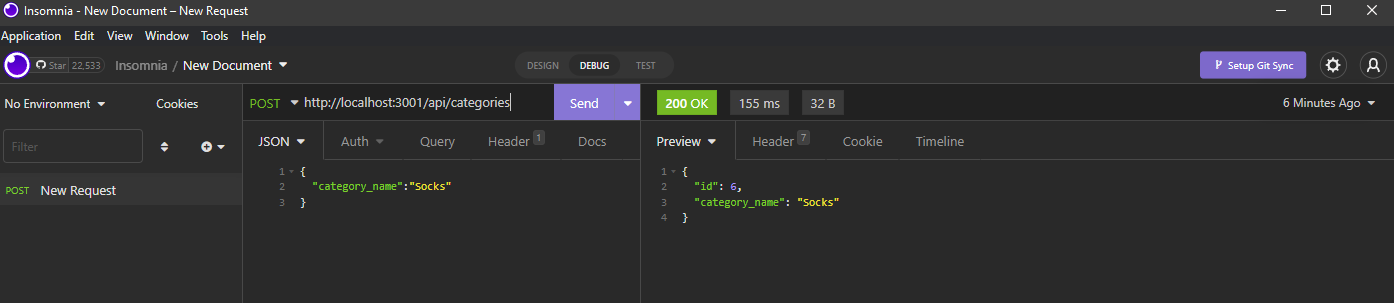 Insomnia - New Document – New Request
Application Edit View Window Tools Help
Star 22,533 Insomnia / New Document DESIGN DEBUG TEST Setup Git Sync
No Environment Cookies POST http://localhost:3001/api/categories Send 200 OK 155 ms 32 B 6 Minutes Ago
Filter JSON Auth Query Header 1 Docs Preview Header 7 Cookie Timeline
POST New Request
1 {
2 "category_name":"Socks"
3 }
1 {
2 "id": 6,
3 "category_name": "Socks"
4 }